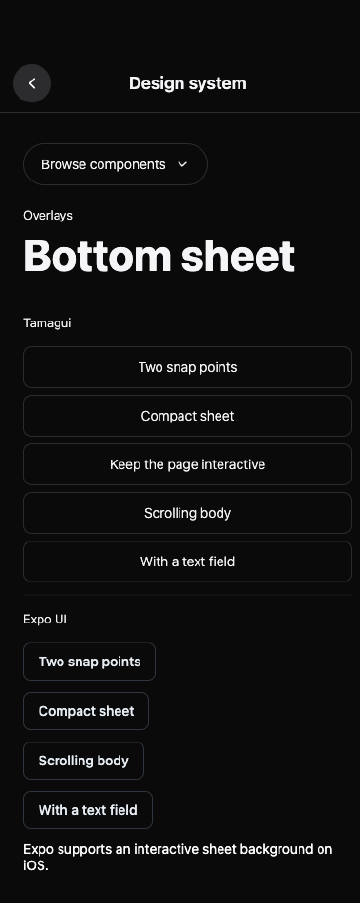 Design system
Browse components
Overlays
Bottom sheet
Tamagui
Two snap points
Compact sheet
Keep the page interactive
Scrolling body
With a text field
Expo UI
Two snap points
Compact sheet
Scrolling body
With a text field
Expo supports an interactive sheet background on
iOS.